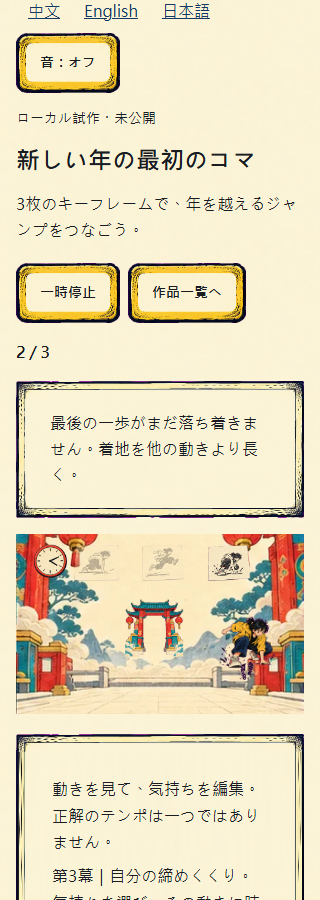 中文 English 日本語
音：オフ
ローカル試作・未公開
新しい年の最初のコマ
3枚のキーフレームで、年を越えるジャ
ンプをつなごう。
一時停止 作品一覧へ
2 / 3
最後の一歩がまだ落ち着きま
せん。着地を他の動きより長
く。
動きを見て、気持ちを編集。
正解のテンポは一つではあり
ません。
第3幕｜自分の締めくくり。